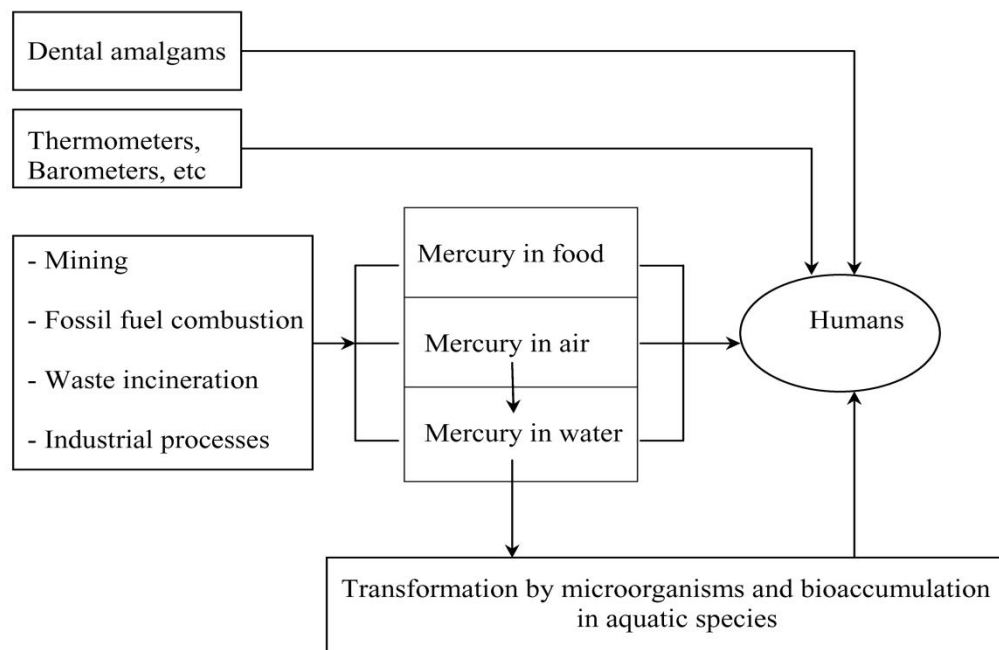 Dental amalgams
Thermometers,
Barometers, etc
- Mining
- Fossil fuel combustion
- Waste incineration
- Industrial processes
Mercury in food
Mercury in air
Mercury in water
Humans
Transformation by microorganisms and bioaccumulation
in aquatic species